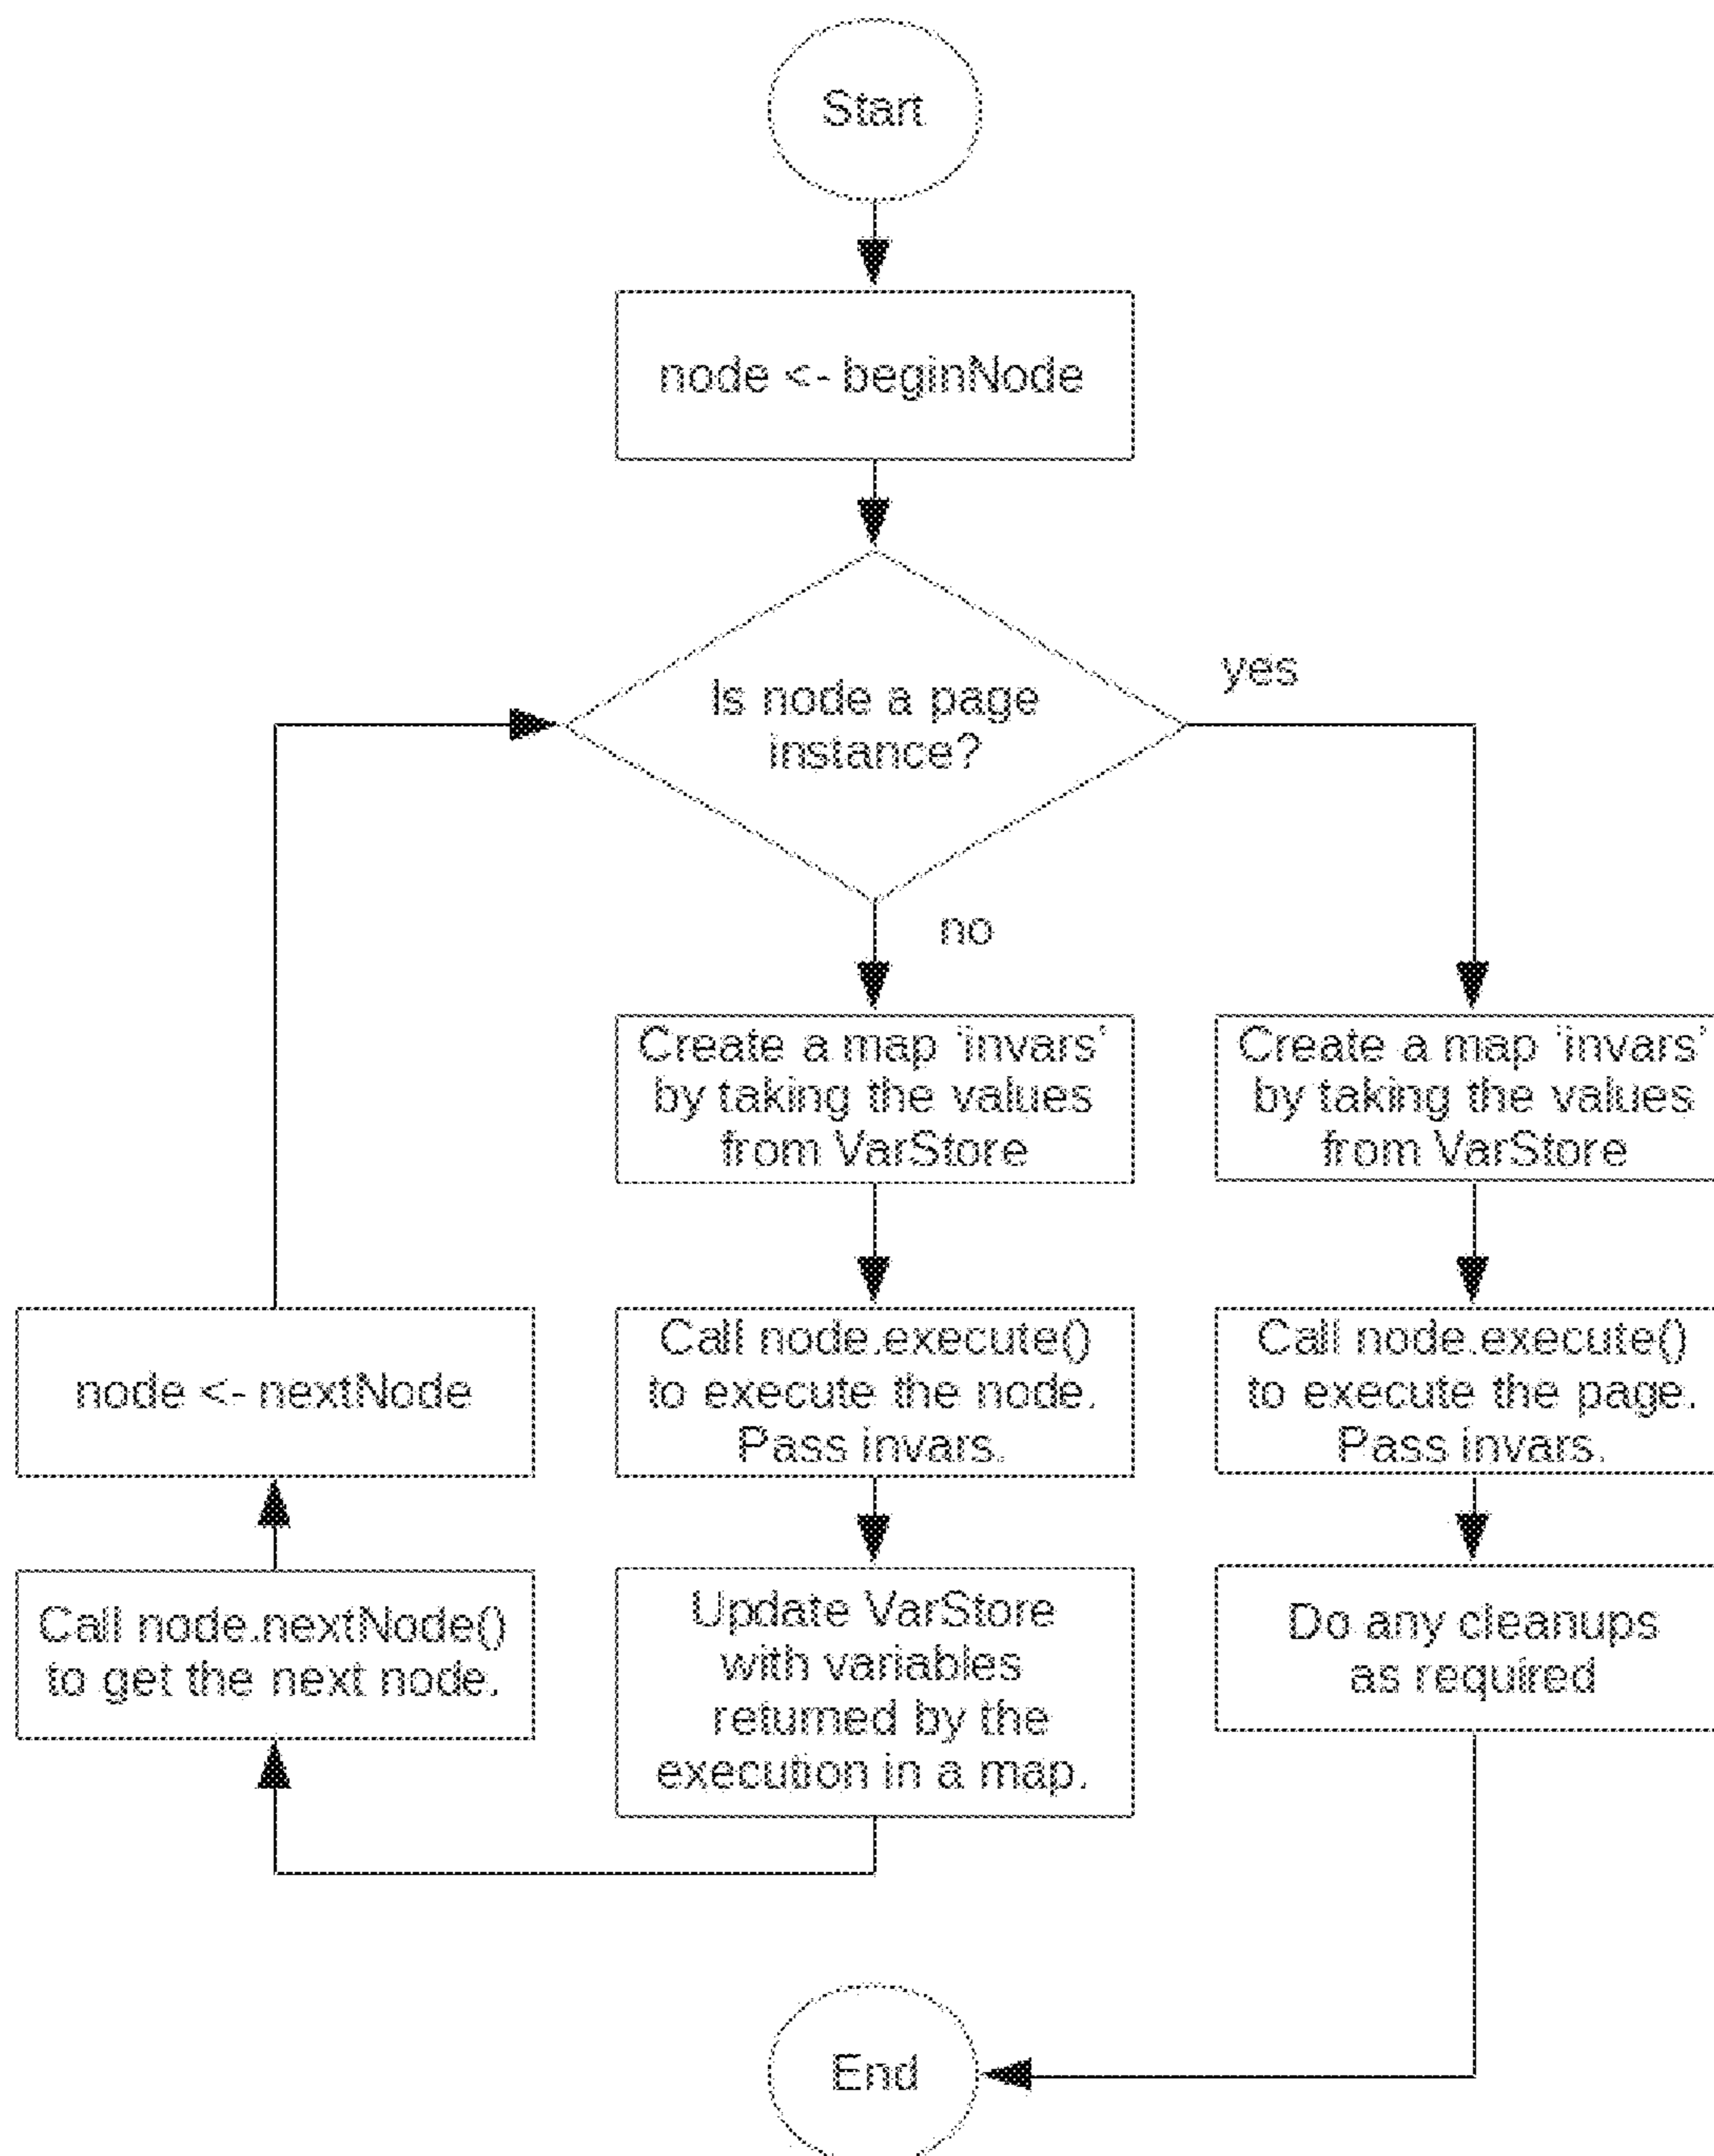 Start
node <- beginNode
Is node a page
instance?
yes
no
Create a map 'invars'
by taking the values
from VarStore
Create a map 'invars'
by taking the values
from VarStore
Call node.execute()
to execute the node.
Pass invars.
Call node.execute()
to execute the page.
Pass invars.
node <- nextNode
Update VarStore
with variables
returned by the
execution in a map.
Do any cleanups
as required
Call node.nextNode()
to get the next node.
End